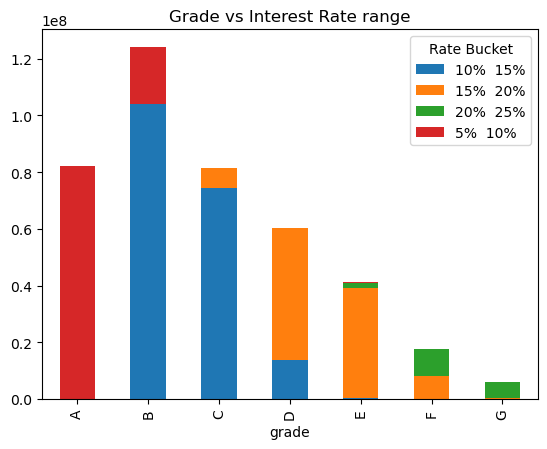 Grade vs Interest Rate range
1e8
1.2
1.0
0.8
0.6
0.4
0.2
0.0
Rate Bucket
10%  15%
15%  20%
20%  25%
5%  10%
A
B
C
D
E
F
G
grade